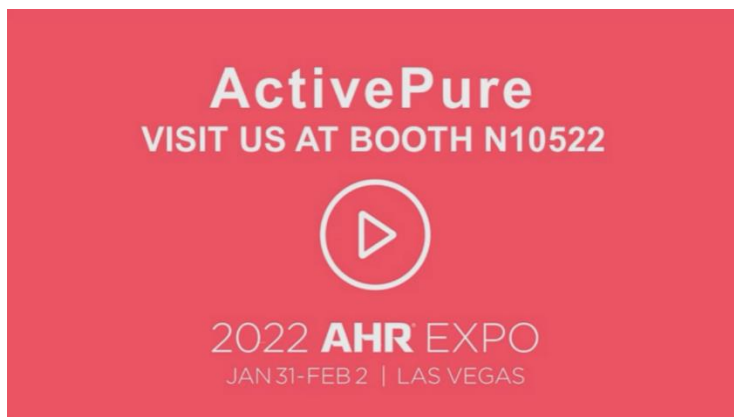 ActivePure
VISIT US AT BOOTH N10522
2022 AHR EXPO
JAN 31-FEB 2 | LAS VEGAS